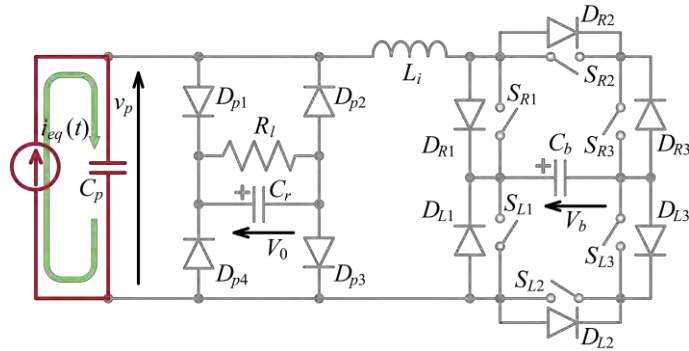 D_{R2}
L_i
S_{R2}
v_p
D_{p1}
D_{p2}
S_{R1}
i_{eq}(t)
R_l
D_{R1}
C_b
S_{R3}
D_{R3}
+
C_p
+
C_r
D_{L1}
S_{L1}
V_b
S_{L3}
D_{L3}
V_0
D_{p4}
D_{p3}
S_{L2}
D_{L2}